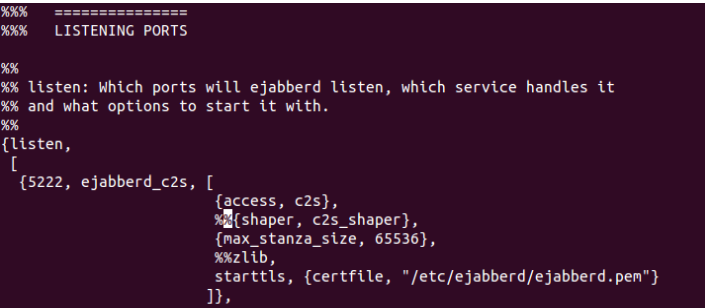 %%%   ===============
%%%   LISTENING PORTS

%%
%% listen: Which ports will ejabberd listen, which service handles it
%% and what options to start it with.
%%
{listen,
 [
  {5222, ejabberd_c2s, [
                        {access, c2s},
                        %%{shaper, c2s_shaper},
                        {max_stanza_size, 65536},
                        %%zlib,
                        starttls, {certfile, "/etc/ejabberd/ejabberd.pem"}
                       ]},